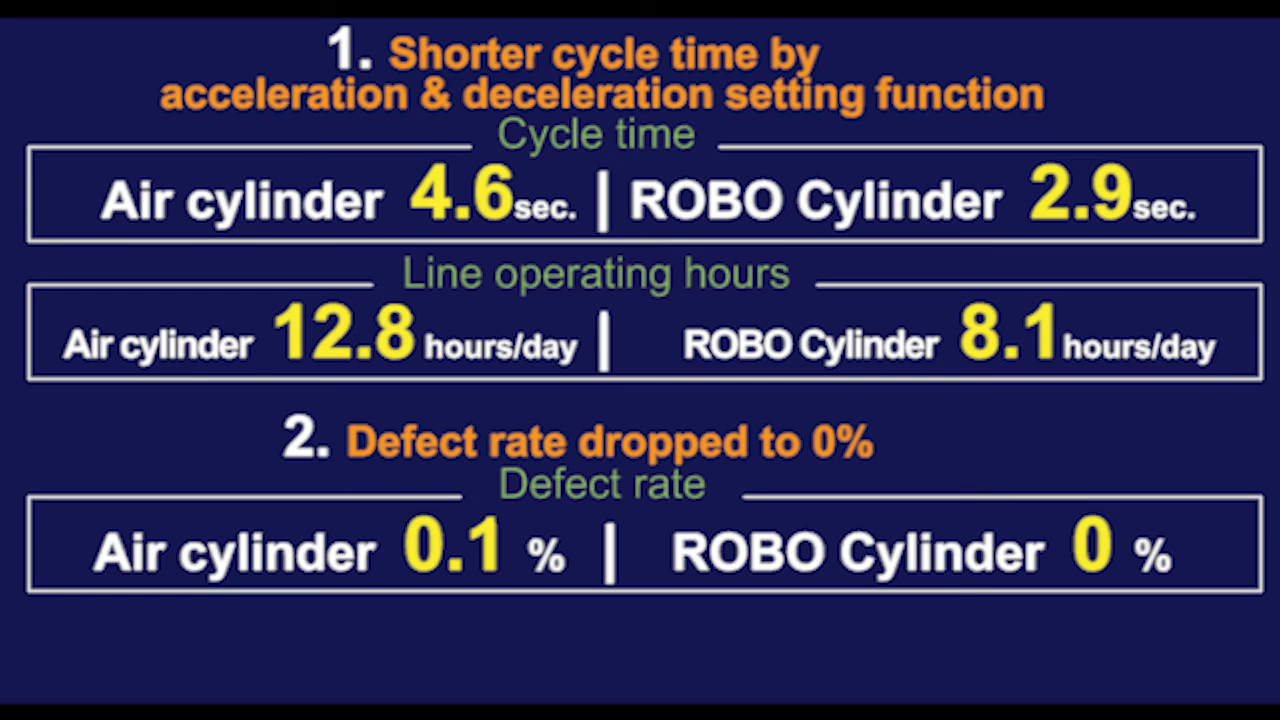 1. Shorter cycle time by
acceleration & deceleration setting function
Cycle time
Air cylinder 4.6sec. | ROBO Cylinder 2.9sec.
Line operating hours
Air cylinder 12.8 hours/day | ROBO Cylinder 8.1hours/day
2. Defect rate dropped to 0%
Defect rate
Air cylinder 0.1 % | ROBO Cylinder 0 %